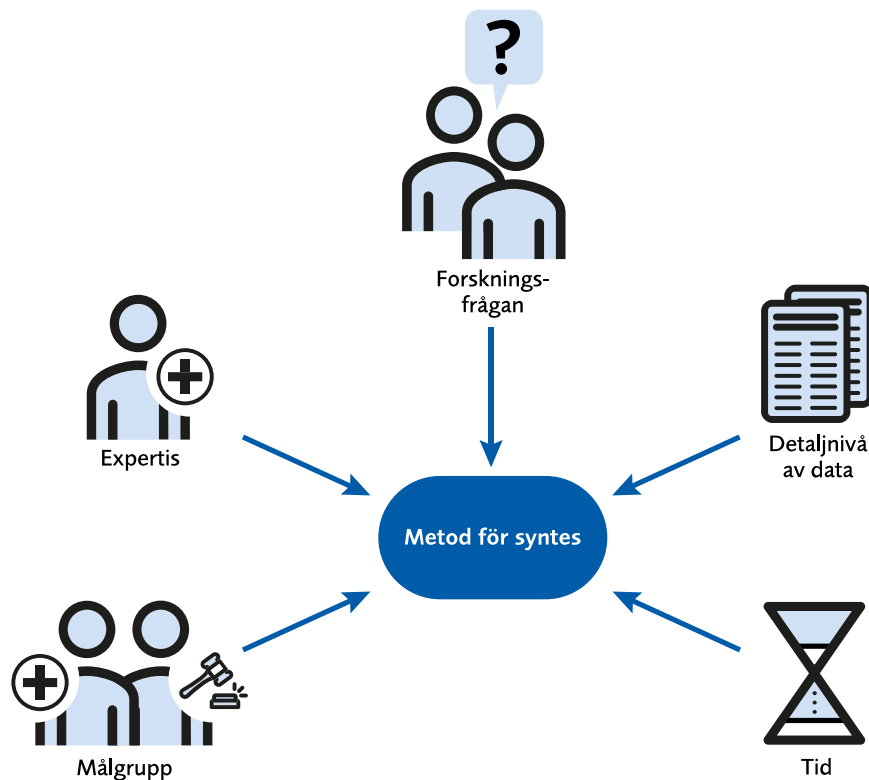 ?
Forsknings-
frågan
Expertis
Detaljnivå
av data
Metod för syntes
Målgrupp
Tid